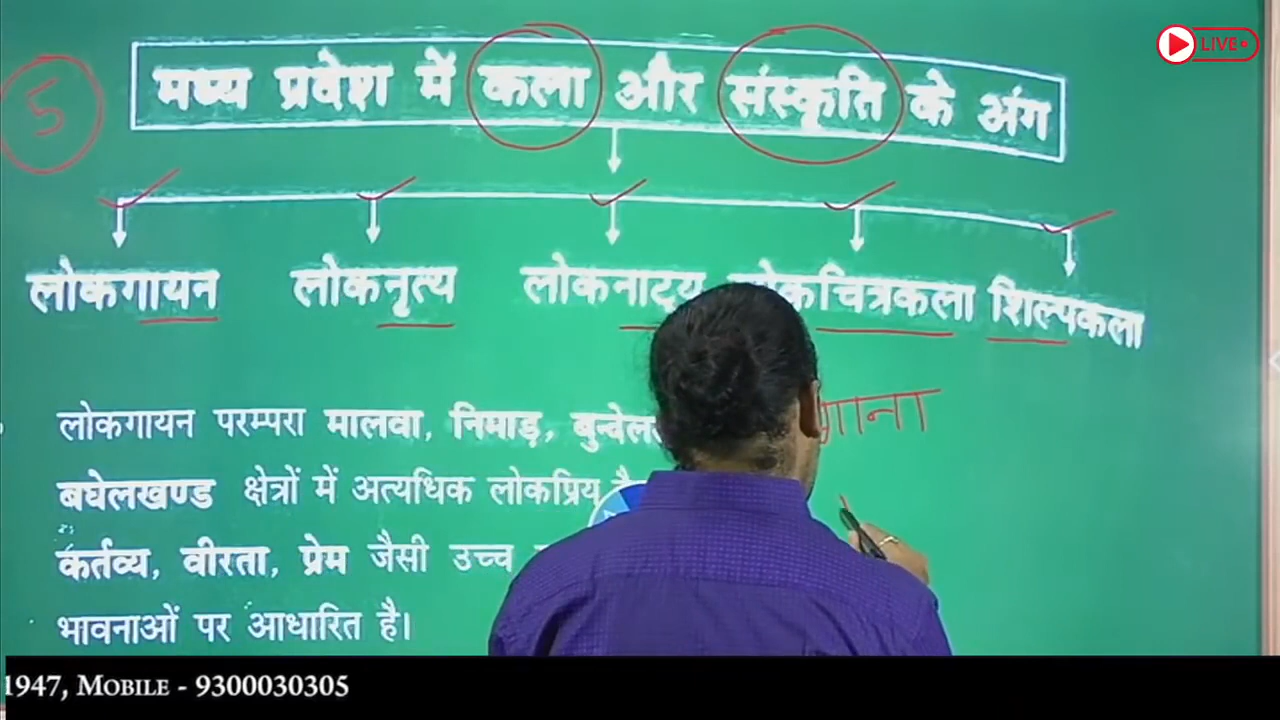 LIVE
5
मध्य प्रदेश में कला और संस्कृति के अंग
लोकगायन लोकनृत्य लोकनाट्य लोकचित्रकला शिल्पकला
लोकगायन परम्परा मालवा, निमाड़,
गाना
बघेलखण्ड क्षेत्रों में अत्यधिक लोकप्रिय
कर्तव्य, वीरता, प्रेम जैसी उच्च
भावनाओं पर आधारित है।
1947, MOBILE - 9300030305